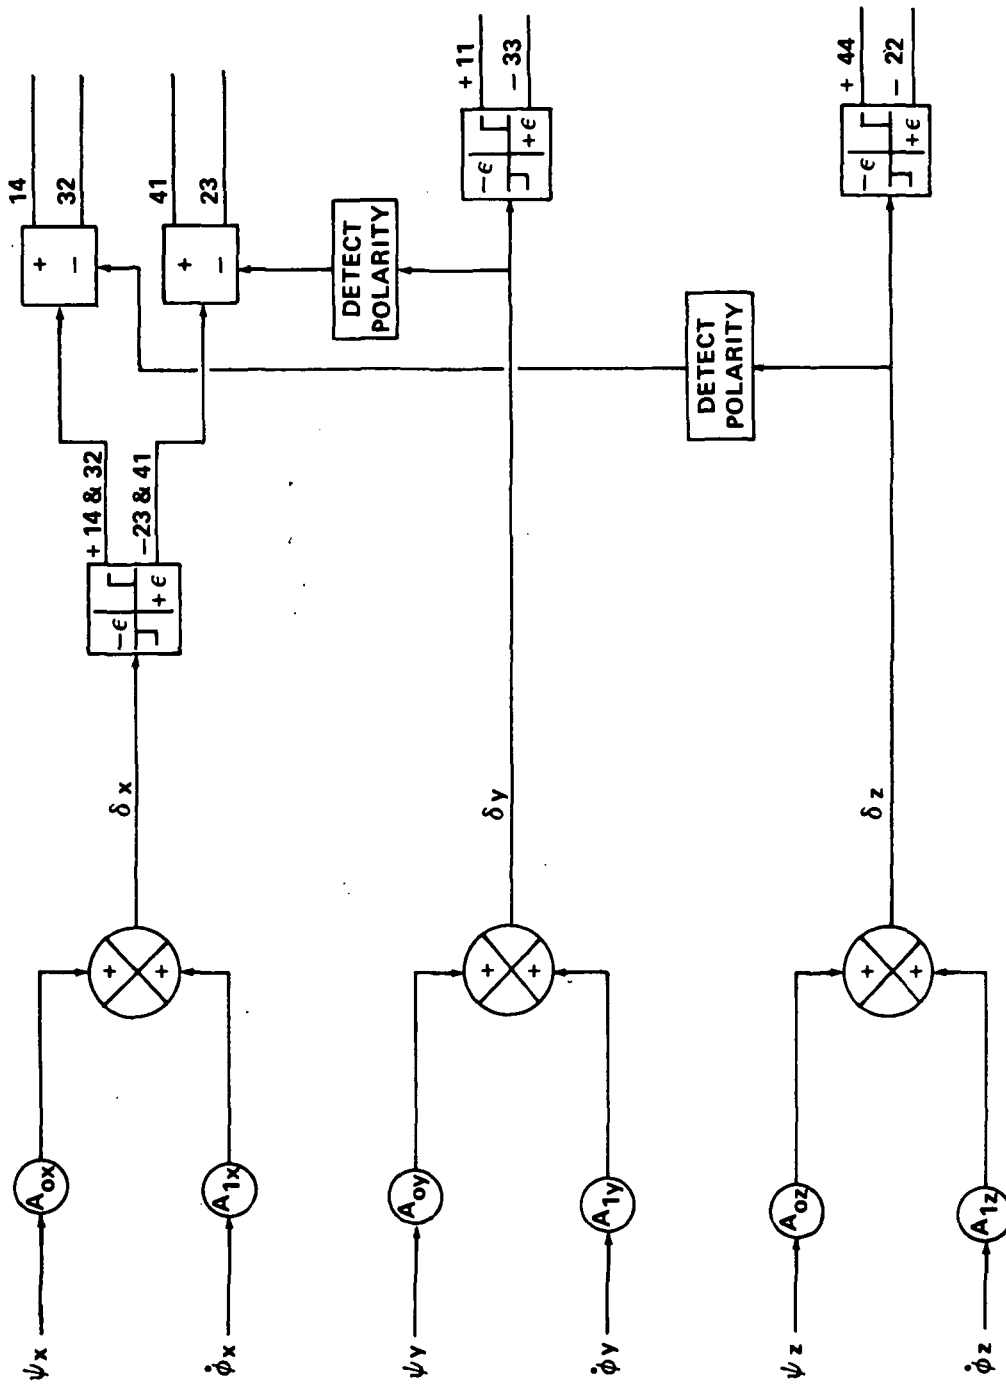 ψx
A0x
ϕ̇x
A1x
+
+
δx
−ϵ
+ϵ
+ 14 & 32
−23 & 41
+
−
14
32
+
−
41
23
ψy
A0y
ϕ̇y
A1y
+
+
δy
DETECT
POLARITY
−ϵ
+ϵ
+ 11
− 33
ψz
A0z
ϕ̇z
A1z
+
+
δz
DETECT
POLARITY
−ϵ
+ϵ
+ 44
− 22